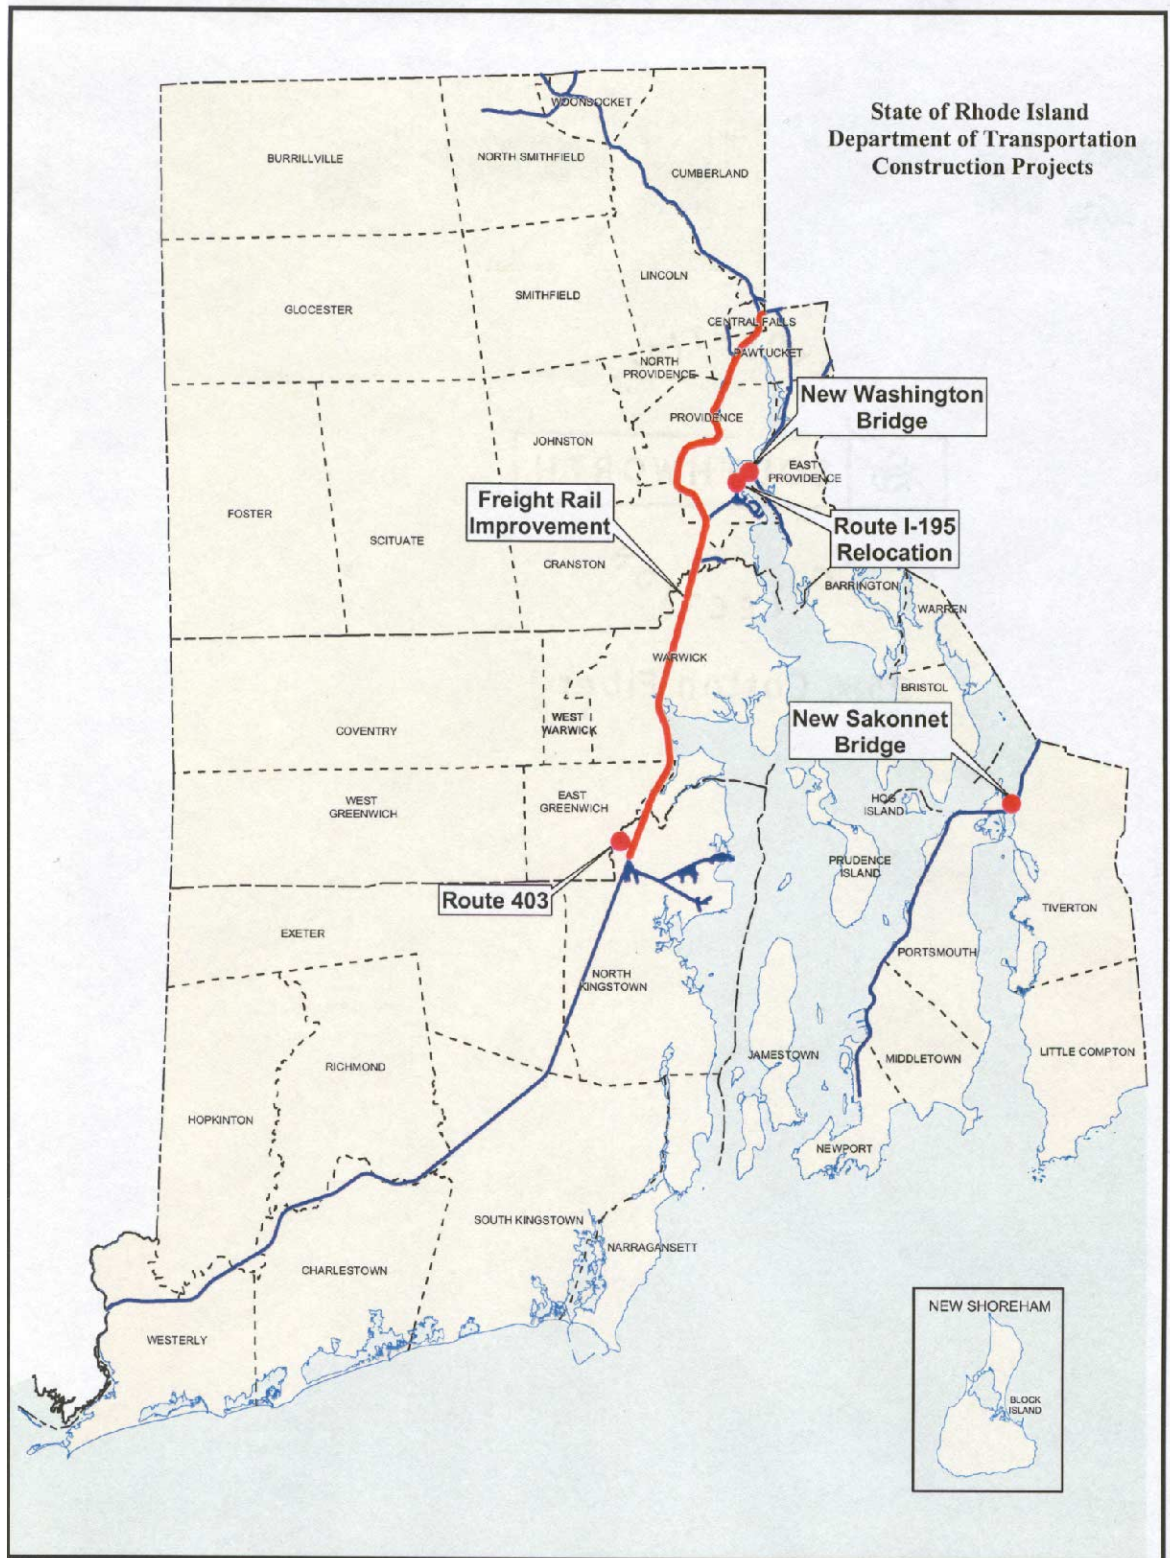 State of Rhode Island
Department of Transportation
Construction Projects
WOONSOCKET
BURRILLVILLE
NORTH SMITHFIELD
CUMBERLAND
LINCOLN
SMITHFIELD
GLOCESTER
CENTRAL FALLS
PAWTUCKET
NORTH
PROVIDENCE
New Washington
Bridge
PROVIDENCE
JOHNSTON
EAST
PROVIDENCE
Freight Rail
Improvement
FOSTER
SCITUATE
Route I-195
Relocation
CRANSTON
BARRINGTON
WARREN
WARWICK
BRISTOL
WEST
WARWICK
New Sakonnet
Bridge
COVENTRY
WEST
GREENWICH
EAST
GREENWICH
HOG
ISLAND
PRUDENCE
ISLAND
Route 403
TIVERTON
EXETER
PORTSMOUTH
NORTH
KINGSTOWN
JAMESTOWN
MIDDLETOWN
LITTLE COMPTON
RICHMOND
HOPKINTON
NEWPORT
SOUTH KINGSTOWN
NARRAGANSETT
CHARLESTOWN
WESTERLY
NEW SHOREHAM
BLOCK
ISLAND